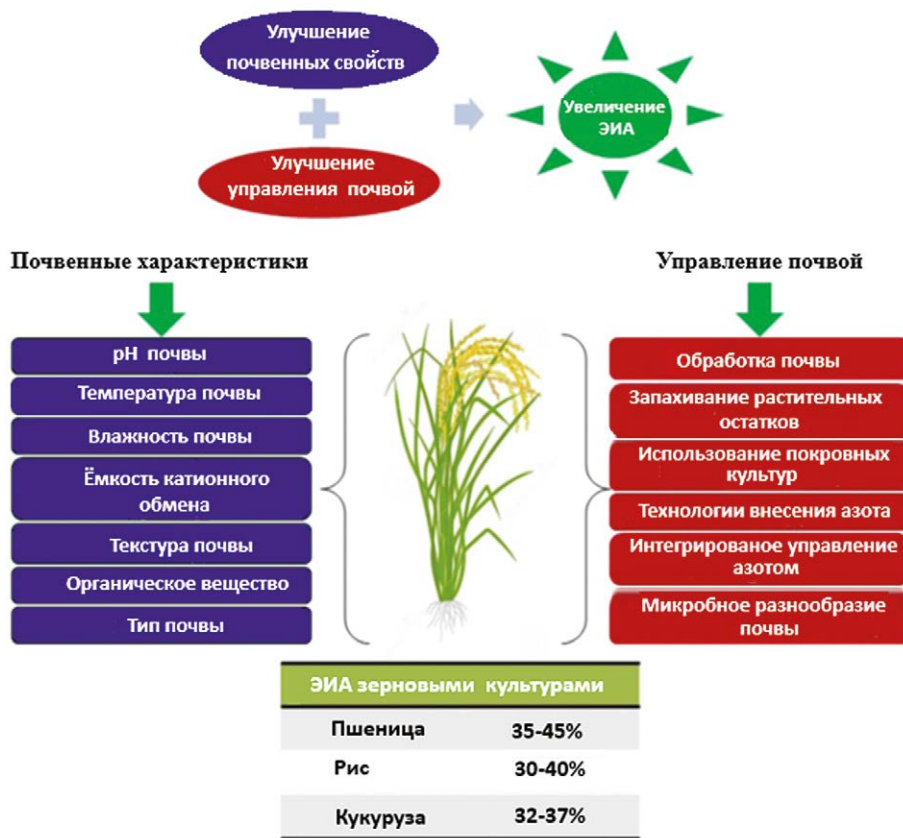 Улучшение
почвенных свойств
Улучшение
управления почвой
Увеличение
ЭИА
Почвенные характеристики
pH почвы
Температура почвы
Влажность почвы
Ёмкость катионного
обмена
Текстура почвы
Органическое вещество
Тип почвы
Управление почвой
Обработка почвы
Запахивание растительных
остатков
Использование покровных
культур
Технологии внесения азота
Интегрированое управление
азотом
Микробное разнообразие
почвы
ЭИА зерновыми культурами
Пшеница 35-45%
Рис 30-40%
Кукуруза 32-37%